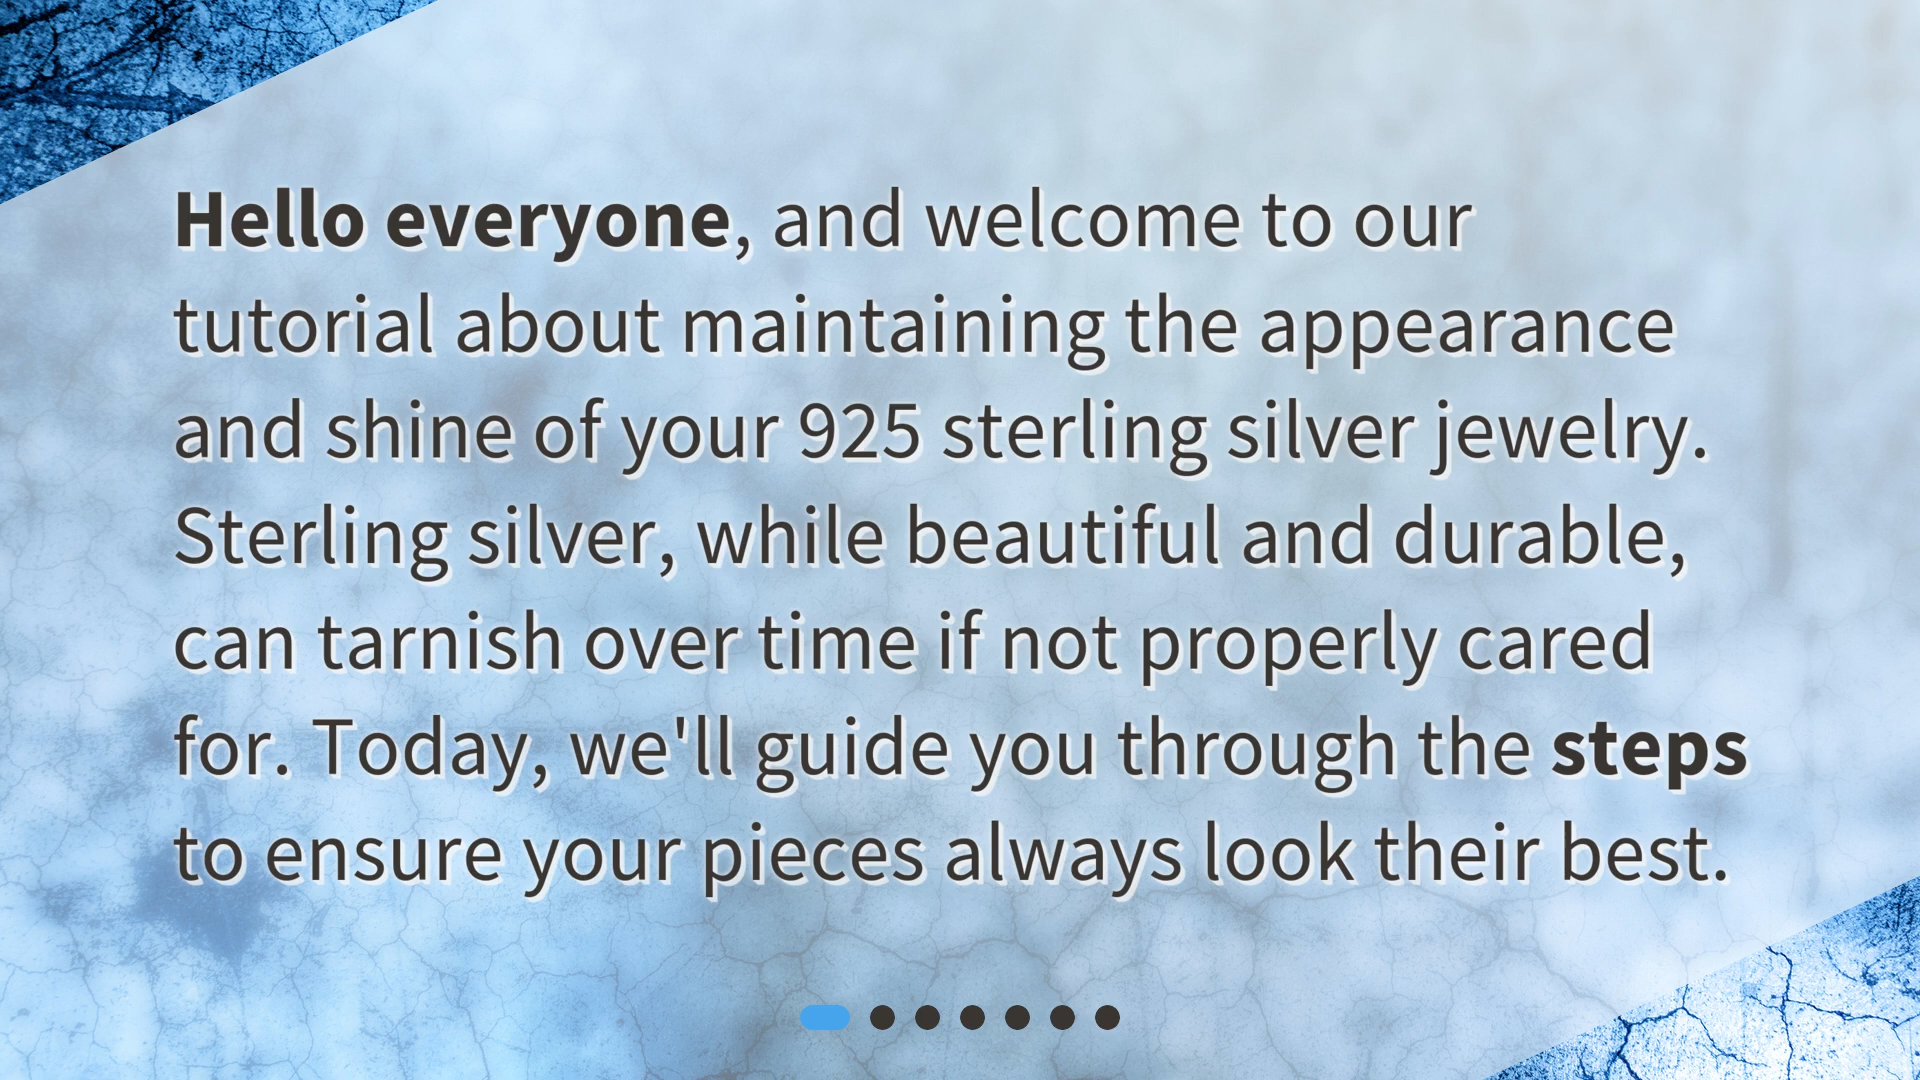 Hello everyone, and welcome to our
tutorial about maintaining the appearance
and shine of your 925 sterling silver jewelry.
Sterling silver, while beautiful and durable,
can tarnish over time if not properly cared
for. Today, we'll guide you through the steps
to ensure your pieces always look their best.